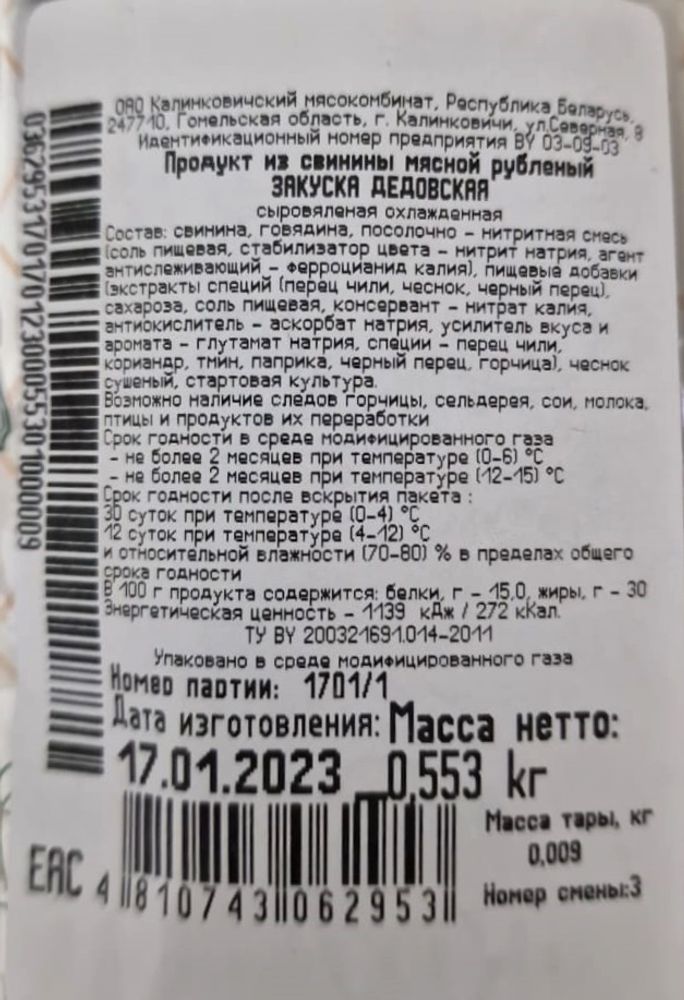 ОАО Калинковичский мясокомбинат, Республика Беларусь,
247710, Гомельская область, г. Калинковичи, ул.Северная, 9
Идентификационный номер предприятия BY 03-09-03
Продукт из свинины мясной рубленый
ЗАКУСКА ДЕДОВСКАЯ
сыровяленая охлажденная
Состав: свинина, говядина, посолочно - нитритная смесь
(соль пищевая, стабилизатор цвета - нитрит натрия, агент
антислеживающий - ферроцианид калия), пищевые добавки
(экстракты специй (перец чили, чеснок, черный перец),
сахароза, соль пищевая, консервант - нитрат калия,
антиокислитель - аскорбат натрия, усилитель вкуса и
аромата - глутамат натрия, специи - перец чили,
кориандр, тмин, паприка, черный перец, горчица), чеснок
сушеный, стартовая культура.
Возможно наличие следов горчицы, сельдерея, сои, молока,
птицы и продуктов их переработки
Срок годности в среде модифицированного газа
- не более 2 месяцев при температуре (0-6) °C
- не более 2 месяцев при температуре (12-15) °C
Срок годности после вскрытия пакета :
30 суток при температуре (0-4) °C
12 суток при температуре (4-12) °C
и относительной влажности (70-80) % в пределах общего
срока годности
В 100 г продукта содержится: белки, г - 15,0, жиры, г - 30
Энергетическая ценность - 1139 кДж / 272 кКал.
ТУ BY 200321691.014-2011
Упаковано в среде модифицированного газа
Номер партии: 1701/1
Дата изготовления: Масса нетто:
17.01.2023 0,553 kг
Масса тары, кг
0,009
Номер смены:3
EAC 4 810743 062953
0362953170170123000553010000009